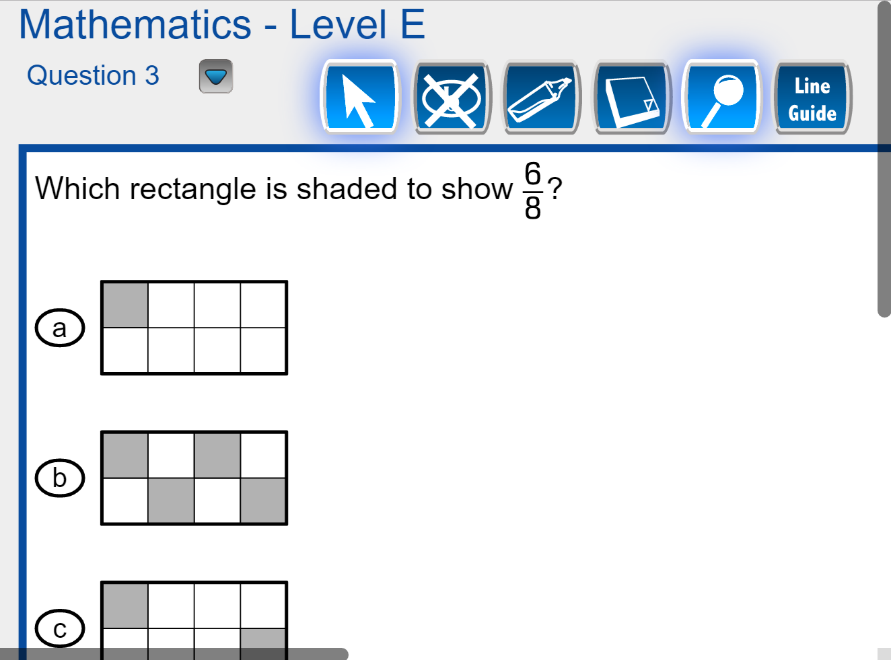 Mathematics - Level E
Question 3
Line
Guide
Which rectangle is shaded to show 6/8?
a
b
c